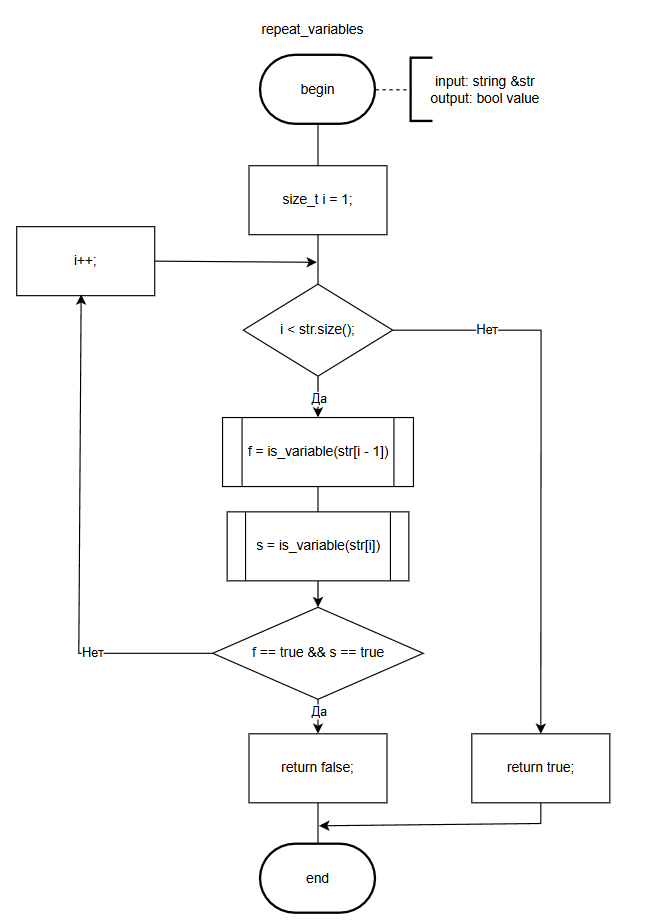 repeat_variables
begin
input: string &str
output: bool value
size_t i = 1;
i++;
i < str.size();
Нет
Да
f = is_variable(str[i - 1])
s = is_variable(str[i])
f == true && s == true
Нет
Да
return false;
return true;
end